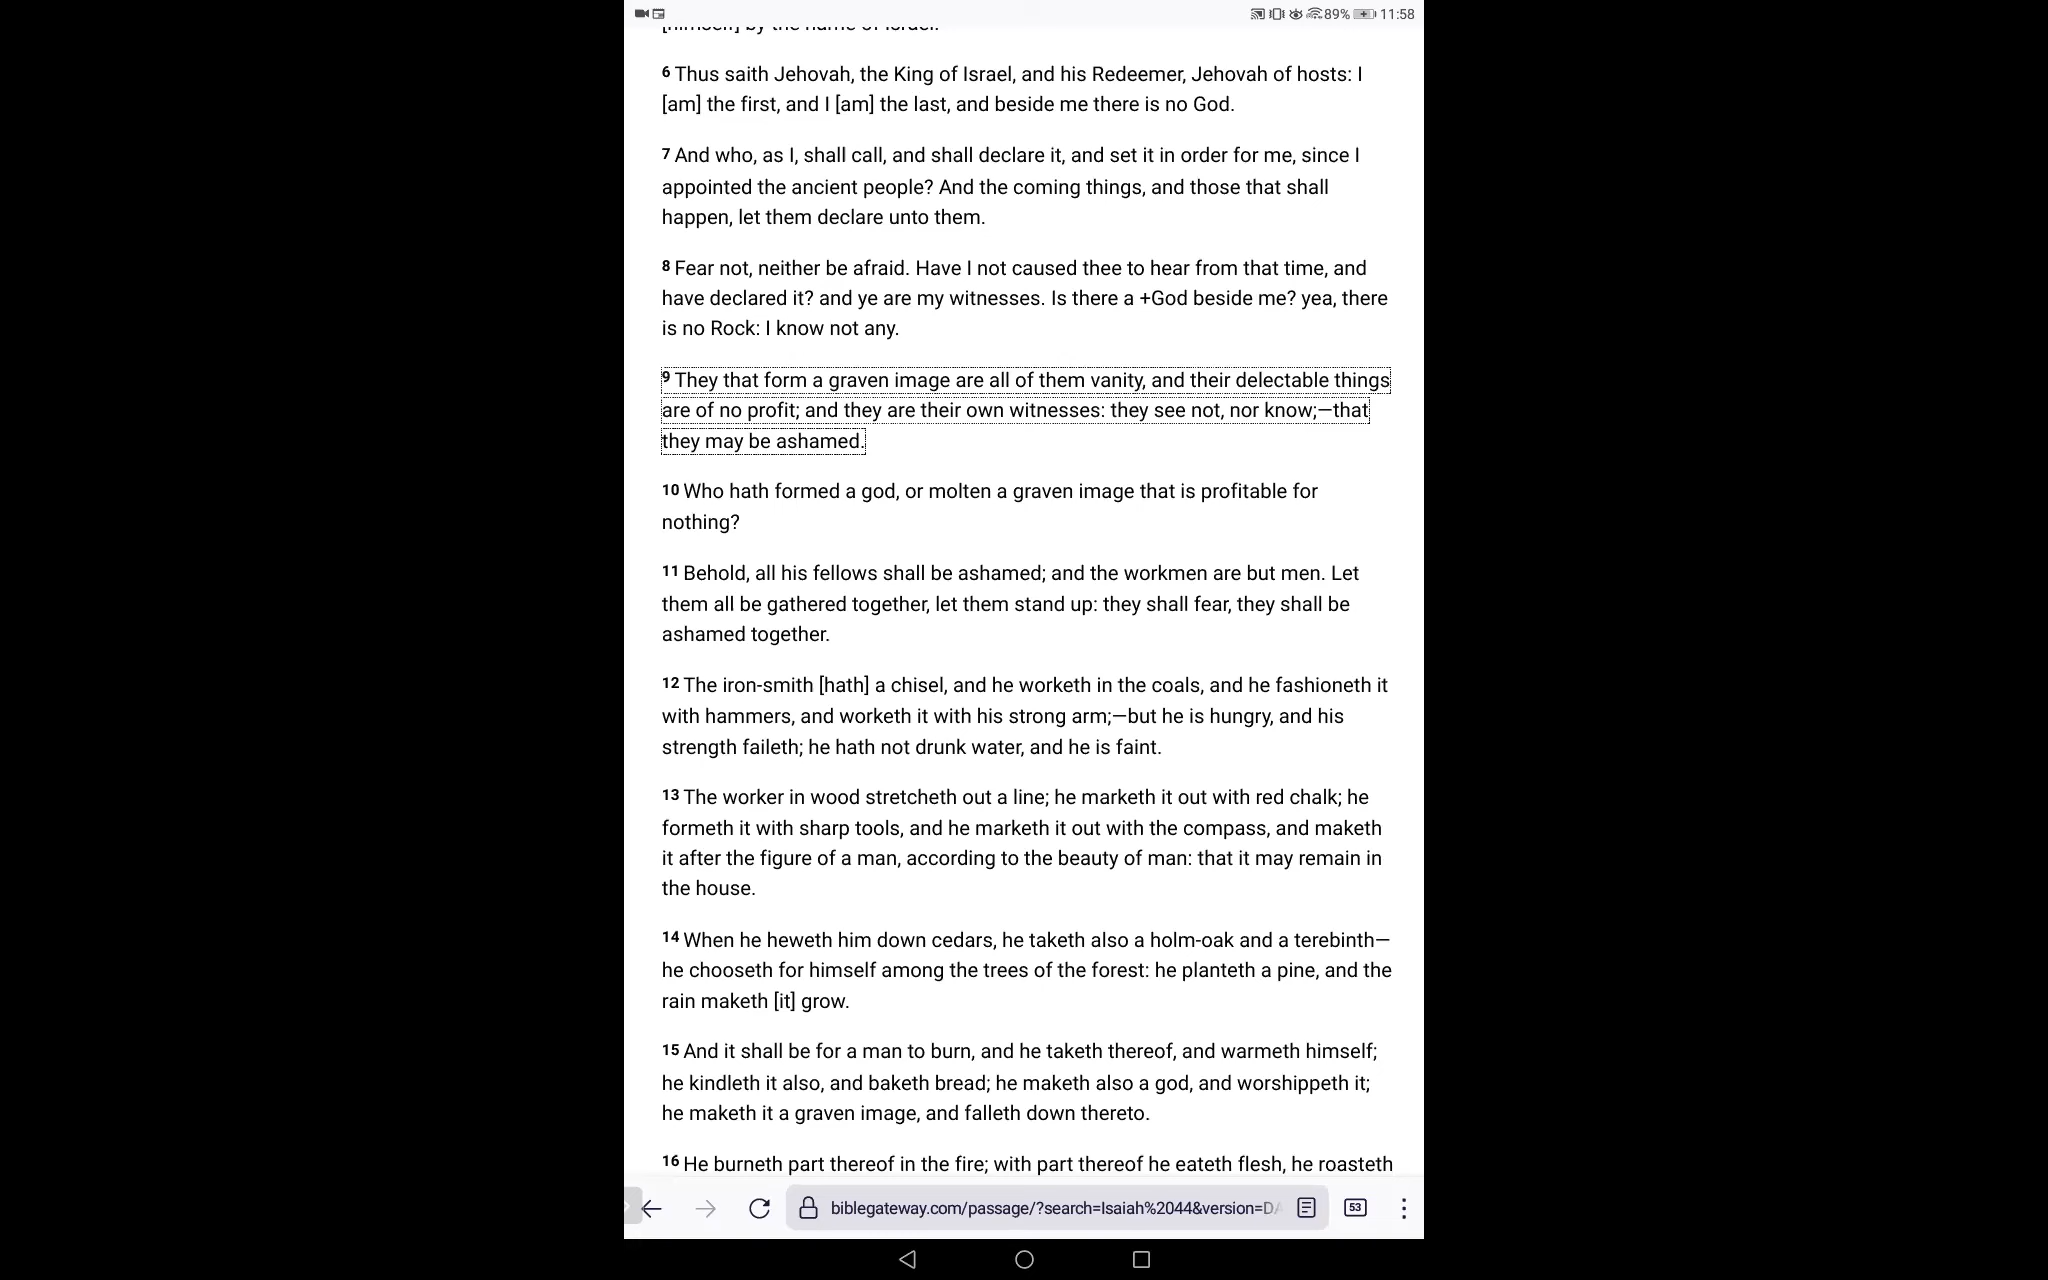 89% 11:58
[himself] by the name of Israel.
6 Thus saith Jehovah, the King of Israel, and his Redeemer, Jehovah of hosts: I
[am] the first, and I [am] the last, and beside me there is no God.
7 And who, as I, shall call, and shall declare it, and set it in order for me, since I
appointed the ancient people? And the coming things, and those that shall
happen, let them declare unto them.
8 Fear not, neither be afraid. Have I not caused thee to hear from that time, and
have declared it? and ye are my witnesses. Is there a +God beside me? yea, there
is no Rock: I know not any.
9 They that form a graven image are all of them vanity, and their delectable things
are of no profit; and they are their own witnesses: they see not, nor know;—that
they may be ashamed.
10 Who hath formed a god, or molten a graven image that is profitable for
nothing?
11 Behold, all his fellows shall be ashamed; and the workmen are but men. Let
them all be gathered together, let them stand up: they shall fear, they shall be
ashamed together.
12 The iron-smith [hath] a chisel, and he worketh in the coals, and he fashioneth it
with hammers, and worketh it with his strong arm;—but he is hungry, and his
strength faileth; he hath not drunk water, and he is faint.
13 The worker in wood stretcheth out a line; he marketh it out with red chalk; he
formeth it with sharp tools, and he marketh it out with the compass, and maketh
it after the figure of a man, according to the beauty of man: that it may remain in
the house.
14 When he heweth him down cedars, he taketh also a holm-oak and a terebinth—
he chooseth for himself among the trees of the forest: he planteth a pine, and the
rain maketh [it] grow.
15 And it shall be for a man to burn, and he taketh thereof, and warmeth himself;
he kindleth it also, and baketh bread; he maketh also a god, and worshippeth it;
he maketh it a graven image, and falleth down thereto.
16 He burneth part thereof in the fire; with part thereof he eateth flesh, he roasteth
biblegateway.com/passage/?search=Isaiah%2044&version=DA 53